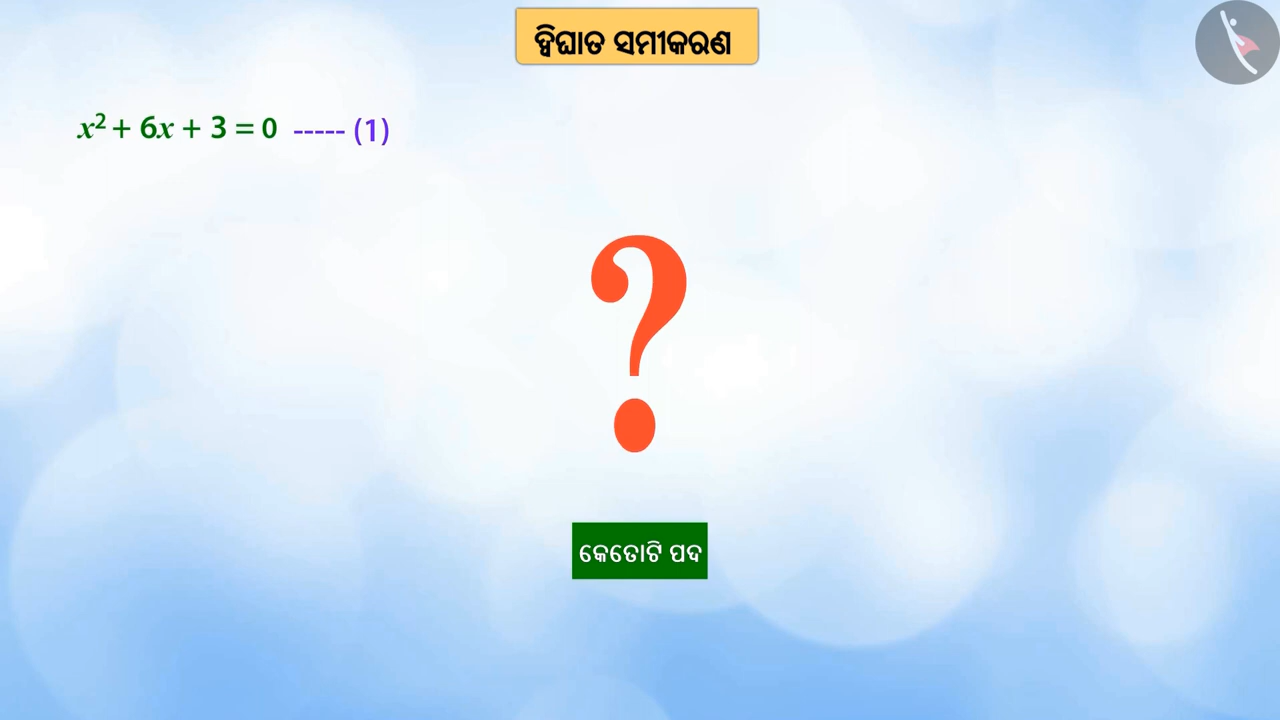 ଦ୍ଵିଘାତ ସମୀକରଣ
x² + 6x + 3 = 0 ----- (1)
?
କେତୋଟି ପଦ